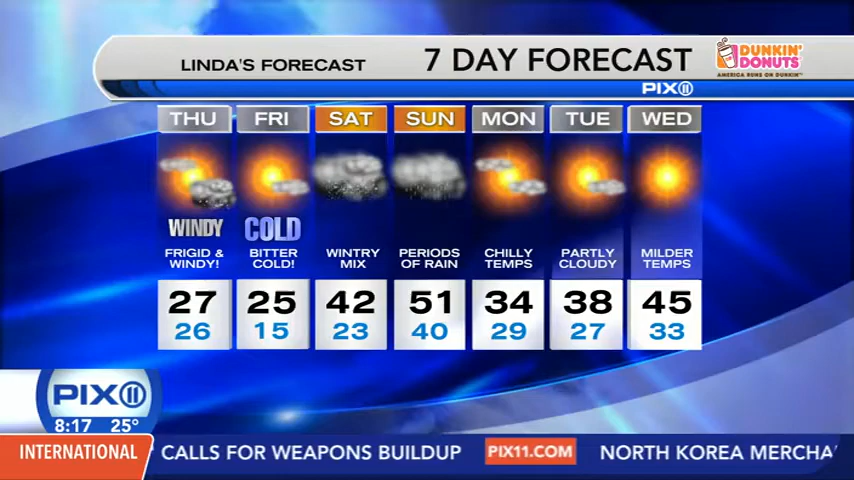 LINDA'S FORECAST
7 DAY FORECAST
DUNKIN'
DONUTS
AMERICA RUNS ON DUNKIN'
PIX11
THU FRI SAT SUN MON TUE WED
WINDY COLD
FRIGID & BITTER WINTRY PERIODS CHILLY PARTLY MILDER
WINDY! COLD! MIX OF RAIN TEMPS CLOUDY TEMPS
27 25 42 51 34 38 45
26 15 23 40 29 27 33
PIX11
8:17 25°
INTERNATIONAL CALLS FOR WEAPONS BUILDUP PIX11.COM NORTH KOREA MERCHA